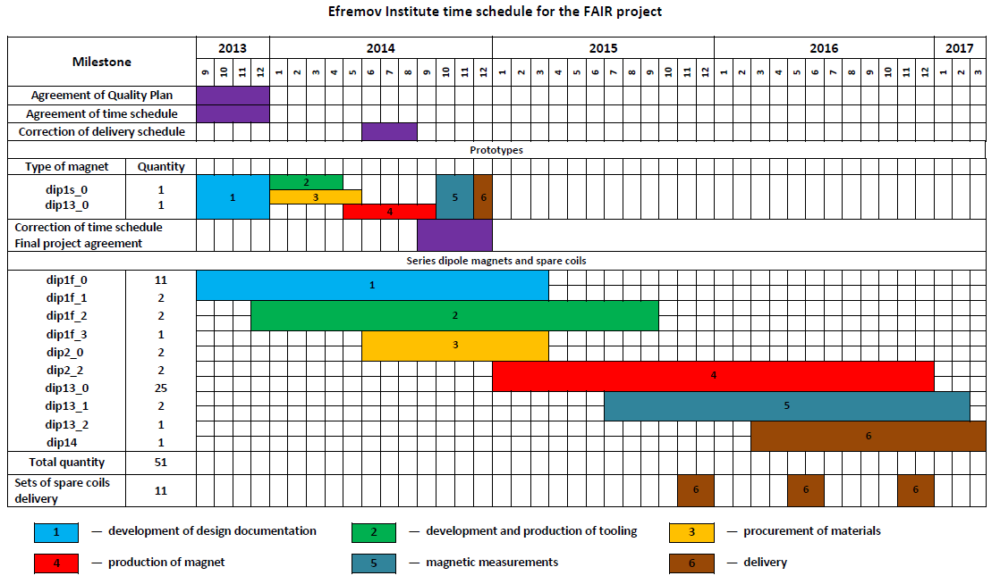 Efremov Institute time schedule for the FAIR project
Milestone 2013 2014 2015 2016 2017
9 10 11 12 1 2 3 4 5 6 7 8 9 10 11 12 1 2 3 4 5 6 7 8 9 10 11 12 1 2 3 4 5 6 7 8 9 10 11 12 1 2 3
Agreement of Quality Plan
Agreement of time schedule
Correction of delivery schedule
Prototypes
Type of magnet Quantity
dip1s_0 1
dip13_0 1
1 2 3 4 5 6
Correction of time schedule
Final project agreement
Series dipole magnets and spare coils
dip1f_0 11 1
dip1f_1 2
dip1f_2 2 2
dip1f_3 1
dip2_0 2 3
dip2_2 2 4
dip13_0 25
dip13_1 2 5
dip13_2 1
dip14 1 6
Total quantity 51
Sets of spare coils
delivery 11 6 6 6
1 — development of design documentation 2 — development and production of tooling 3 — procurement of materials
4 — production of magnet 5 — magnetic measurements 6 — delivery